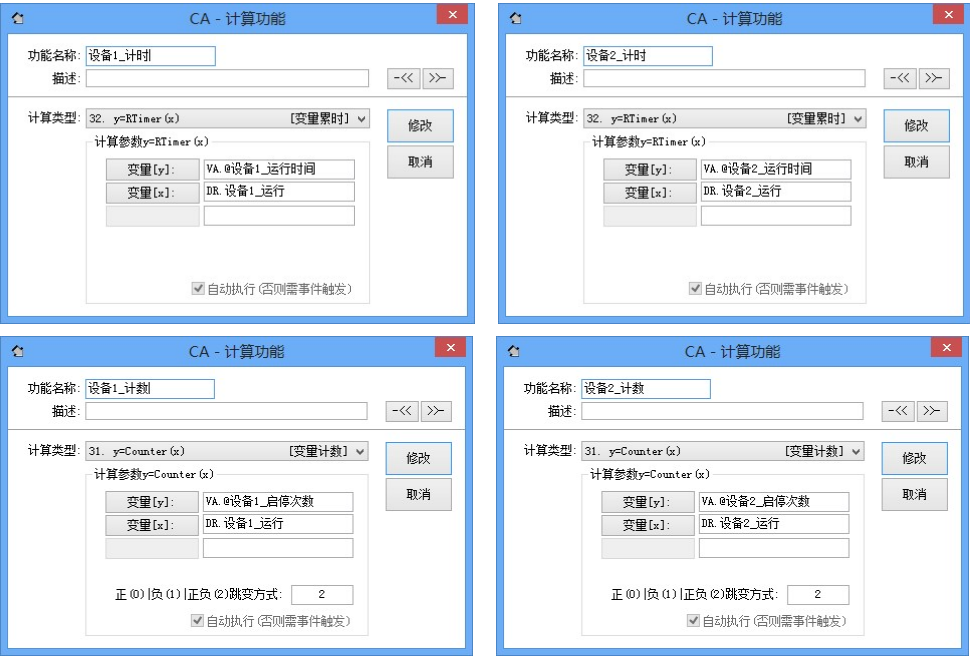 CA - 计算功能
功能名称: 设备1_计时
描述:
-<< >>-
计算类型: 32. y=RTimer(x) [变量累时]
修改
计算参数y=RTimer(x)
取消
变量[y]: VA.@设备1_运行时间
变量[x]: DR.设备1_运行
自动执行(否则需事件触发)
CA - 计算功能
功能名称: 设备2_计时
描述:
-<< >>-
计算类型: 32. y=RTimer(x) [变量累时]
修改
计算参数y=RTimer(x)
取消
变量[y]: VA.@设备2_运行时间
变量[x]: DR.设备2_运行
自动执行(否则需事件触发)
CA - 计算功能
功能名称: 设备1_计数
描述:
-<< >>-
计算类型: 31. y=Counter(x) [变量计数]
修改
计算参数y=Counter(x)
取消
变量[y]: VA.@设备1_启停次数
变量[x]: DR.设备1_运行
正(0)|负(1)|正负(2)跳变方式: 2
自动执行(否则需事件触发)
CA - 计算功能
功能名称: 设备2_计数
描述:
-<< >>-
计算类型: 31. y=Counter(x) [变量计数]
修改
计算参数y=Counter(x)
取消
变量[y]: VA.@设备2_启停次数
变量[x]: DR.设备2_运行
正(0)|负(1)|正负(2)跳变方式: 2
自动执行(否则需事件触发)